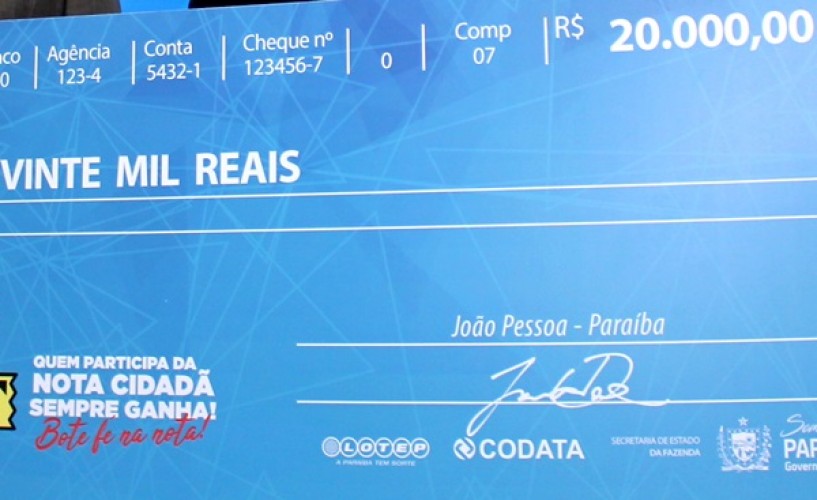 Agência Conta Cheque nº Comp R$ 20.000,00
0 123-4 5432-1 123456-7 0 07
VINTE MIL REAIS
João Pessoa - Paraíba
QUEM PARTICIPA DA
NOTA CIDADÃ
SEMPRE GANHA!
Bote fé na nota!
LOTEP
A PARAÍBA TEM SORTE
CODATA
SECRETARIA DE ESTADO
DA FAZENDA